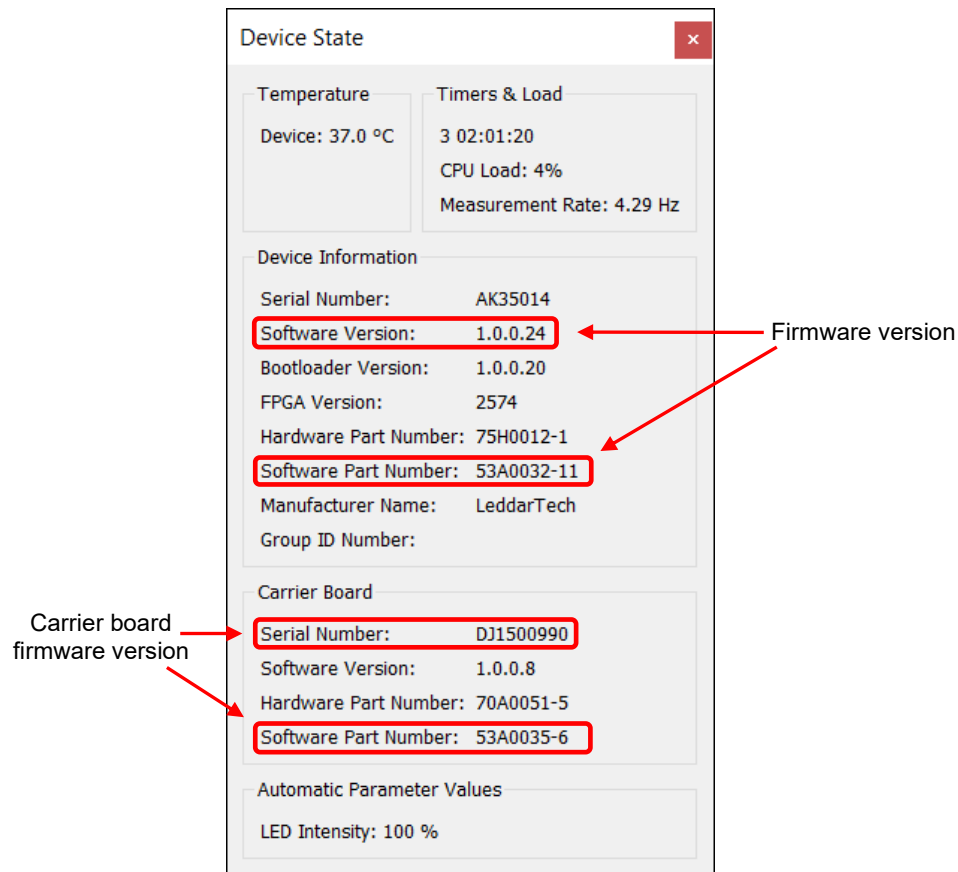 Device State
Temperature
Device: 37.0 °C
Timers & Load
3 02:01:20
CPU Load: 4%
Measurement Rate: 4.29 Hz
Device Information
Serial Number: AK35014
Software Version: 1.0.0.24
Firmware version
Bootloader Version: 1.0.0.20
FPGA Version: 2574
Hardware Part Number: 75H0012-1
Software Part Number: 53A0032-11
Manufacturer Name: LeddarTech
Group ID Number:
Carrier Board
Carrier board
firmware version
Serial Number: DJ1500990
Software Version: 1.0.0.8
Hardware Part Number: 70A0051-5
Software Part Number: 53A0035-6
Automatic Parameter Values
LED Intensity: 100 %